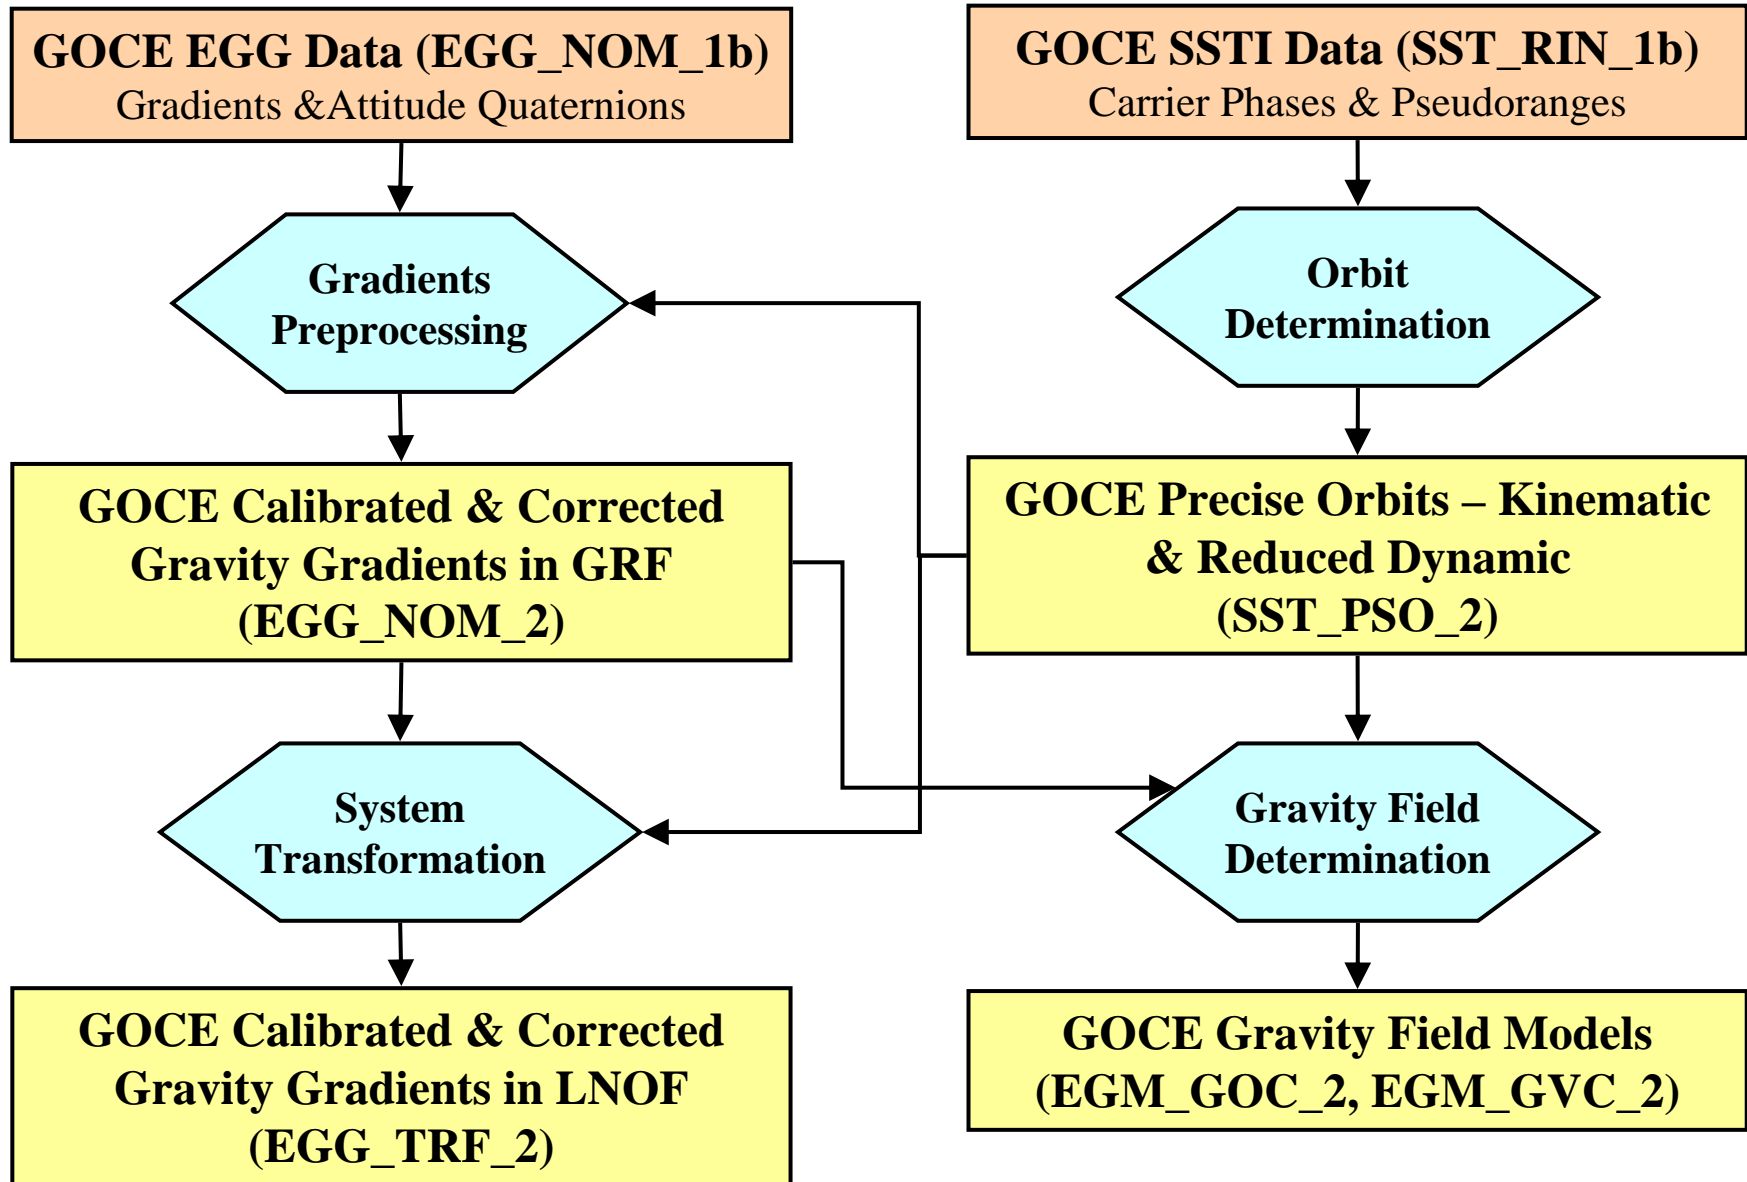 GOCE EGG Data (EGG_NOM_1b)
Gradients &Attitude Quaternions
GOCE SSTI Data (SST_RIN_1b)
Carrier Phases & Pseudoranges
Gradients
Preprocessing
Orbit
Determination
GOCE Calibrated & Corrected
Gravity Gradients in GRF
(EGG_NOM_2)
GOCE Precise Orbits – Kinematic
& Reduced Dynamic
(SST_PSO_2)
System
Transformation
Gravity Field
Determination
GOCE Calibrated & Corrected
Gravity Gradients in LNOF
(EGG_TRF_2)
GOCE Gravity Field Models
(EGM_GOC_2, EGM_GVC_2)